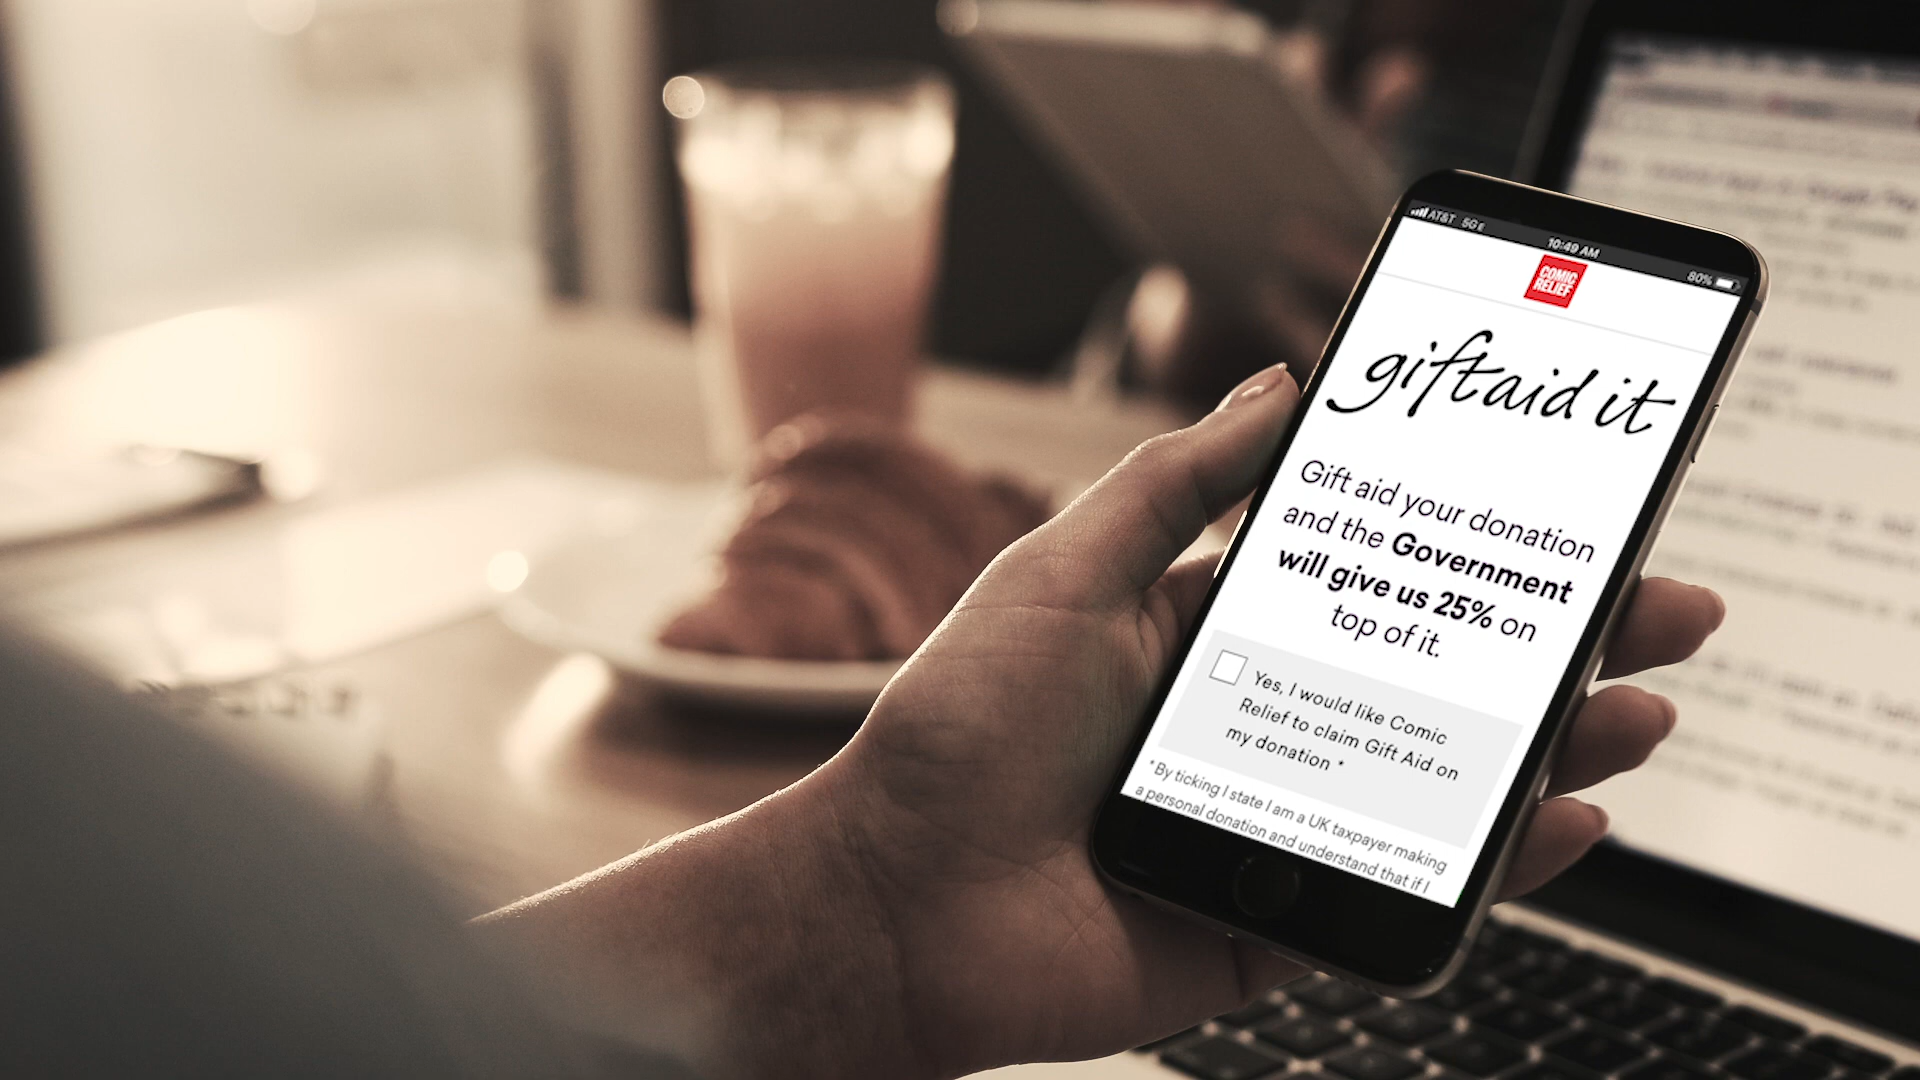 AT&T 5GE 10:49 AM 80%
COMIC
RELIEF
giftaid it
Gift aid your donation
and the Government
will give us 25% on
top of it.
Yes, I would like Comic
Relief to claim Gift Aid on
my donation *
*By ticking I state I am a UK taxpayer making
a personal donation and understand that if I